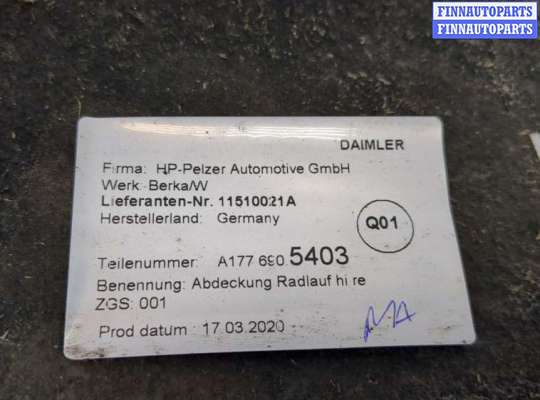 FINNAUTOPARTS
FINNAUTOPARTS
DAIMLER
Firma: HP-Pelzer Automotive GmbH
Werk: Berka/W
Lieferanten-Nr. 11510021A
Herstellerland: Germany
Q01
Teilenummer: A177 690 5403
Benennung: Abdeckung Radlauf hi re
ZGS: 001
Prod datum : 17.03.2020